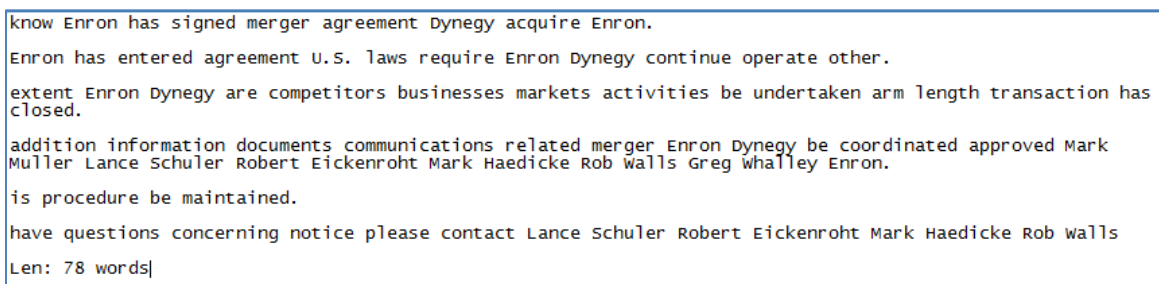 know Enron has signed merger agreement Dynegy acquire Enron.
Enron has entered agreement U.S. laws require Enron Dynegy continue operate other.
extent Enron Dynegy are competitors businesses markets activities be undertaken arm length transaction has
closed.
addition information documents communications related merger Enron Dynegy be coordinated approved Mark
Muller Lance Schuler Robert Eickenroht Mark Haedicke Rob Walls Greg Whalley Enron.
is procedure be maintained.
have questions concerning notice please contact Lance Schuler Robert Eickenroht Mark Haedicke Rob Walls
Len: 78 words